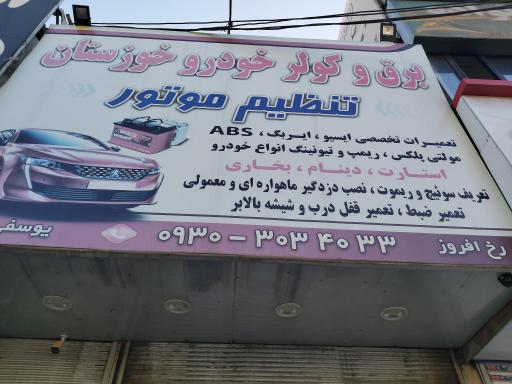 برق و کولر خودرو خوزستان
تنظیم موتور
تعمیرات تخصصی ایسیو ، ایربگ ، ABS
مولتی پلکس ، ریمپ و تیونینگ انواع خودرو
استارت ، دینام ، بخاری
تعریف سوئیچ و ریموت ، نصب دزدگیر ماهواره ای و معمولی
تعمیر ضبط ، تعمیر قفل درب و شیشه بالابر
رخ افروز ۰۹۳۰ - ۳۰۳ ۴۰ ۳۳ یوسفی